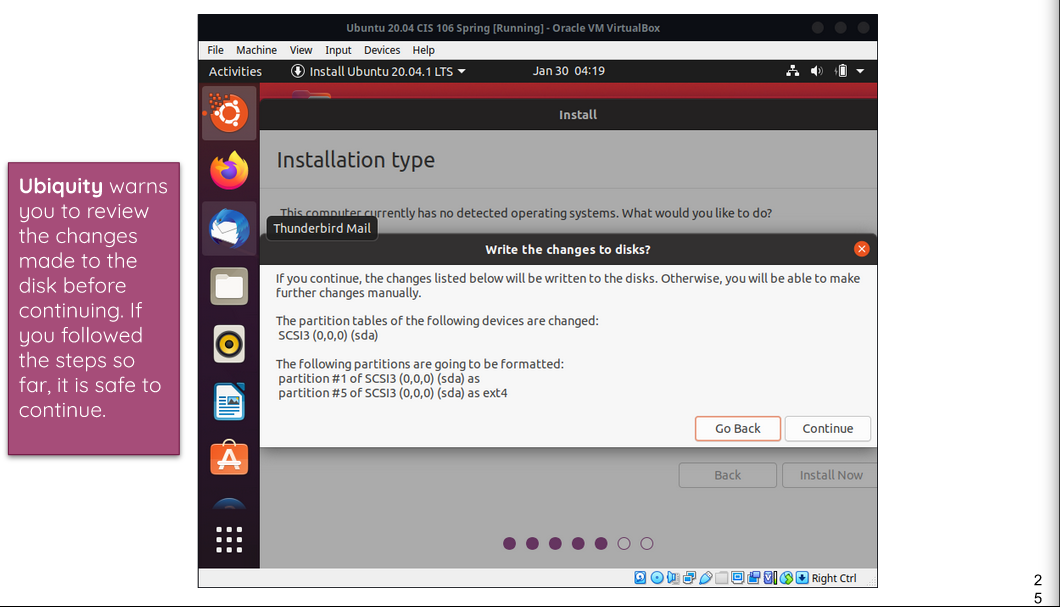 Ubuntu 20.04 CIS 106 Spring [Running] - Oracle VM VirtualBox
File Machine View Input Devices Help
Activities Install Ubuntu 20.04.1 LTS Jan 30 04:19
Install
Installation type
This computer currently has no detected operating systems. What would you like to do?
Thunderbird Mail
Write the changes to disks?
If you continue, the changes listed below will be written to the disks. Otherwise, you will be able to make
further changes manually.
The partition tables of the following devices are changed:
SCSI3 (0,0,0) (sda)
The following partitions are going to be formatted:
partition #1 of SCSI3 (0,0,0) (sda) as
partition #5 of SCSI3 (0,0,0) (sda) as ext4
Go Back Continue
Back Install Now
Right Ctrl
Ubiquity warns
you to review
the changes
made to the
disk before
continuing. If
you followed
the steps so
far, it is safe to
continue.
2
5